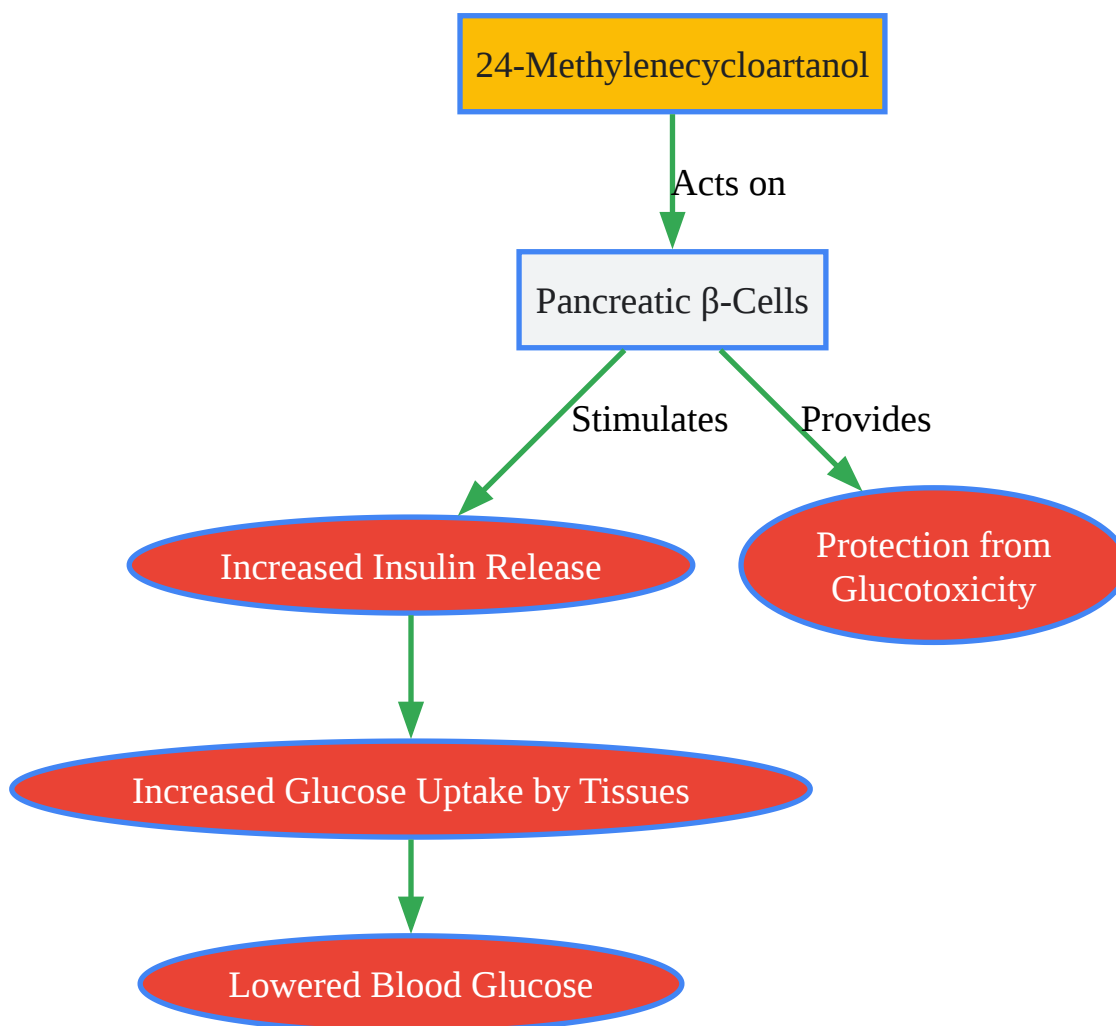 24-Methylenecycloartanol
Acts on
Pancreatic β-Cells
Stimulates
Provides
Increased Insulin Release
Protection from
Glucotoxicity
Increased Glucose Uptake by Tissues
Lowered Blood Glucose